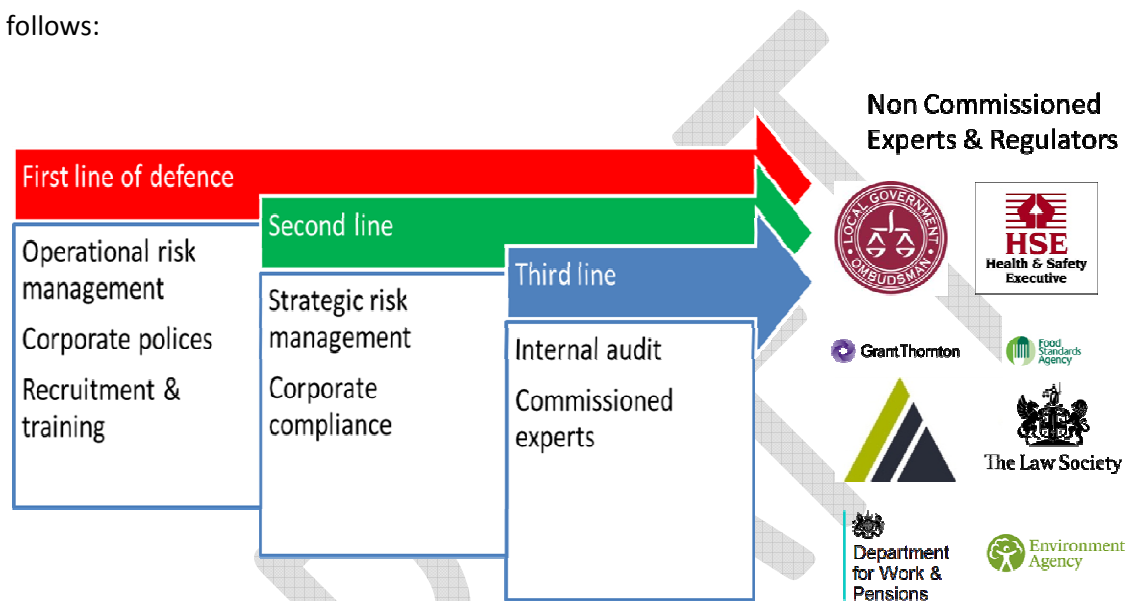 follows:
Non Commissioned
Experts & Regulators
First line of defence
Second line
Third line
Operational risk
management
Corporate polices
Recruitment &
training
Strategic risk
management
Corporate
compliance
Internal audit
Commissioned
experts
LOCAL GOVERNMENT
OMBUDSMAN
HSE
Health & Safety
Executive
Grant Thornton
Food
Standards
Agency
The Law Society
Department
for Work &
Pensions
Environment
Agency